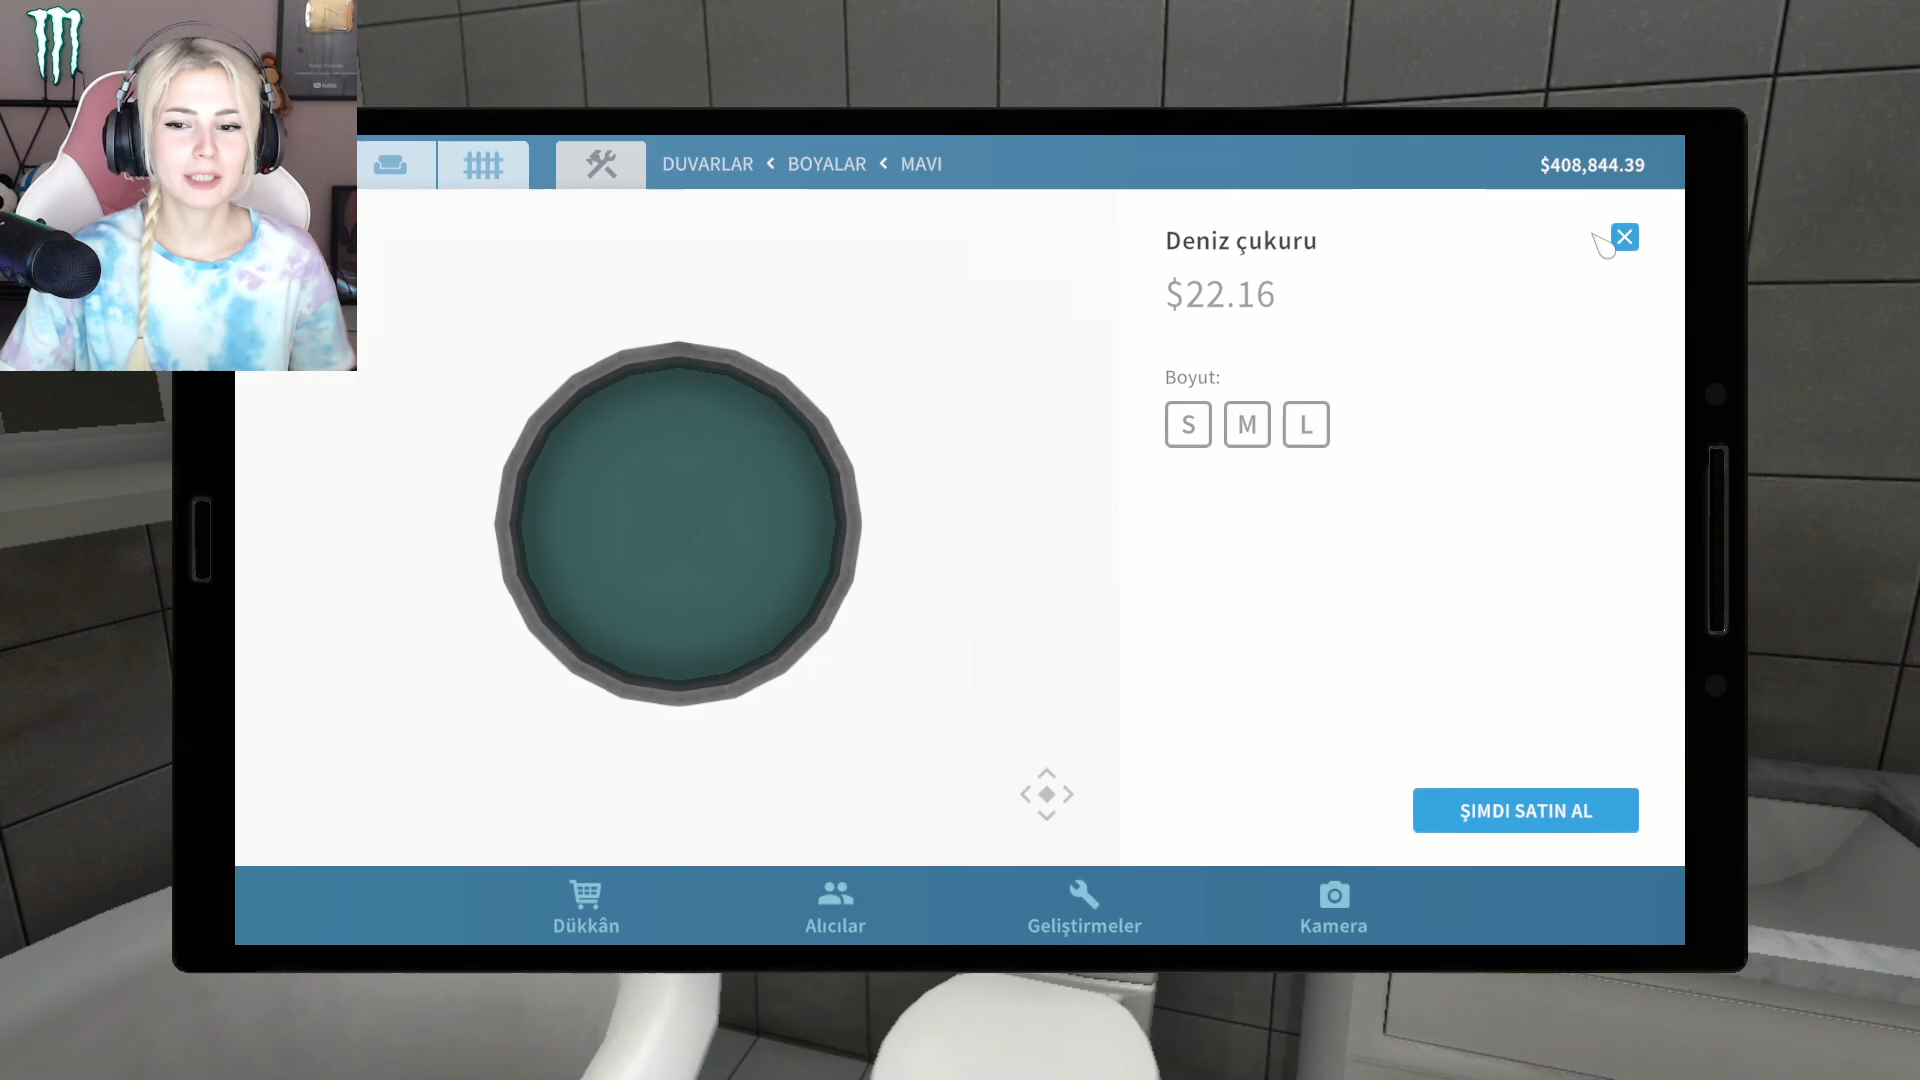 DUVARLAR < BOYALAR < MAVI
$408,844.39
Deniz çukuru
$22.16
Boyut:
S M L
ŞIMDI SATIN AL
Dükkân
Alıcılar
Geliştirmeler
Kamera